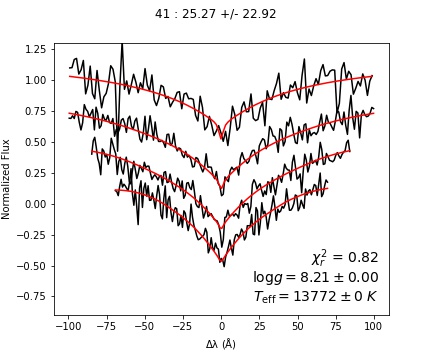 41 : 25.27 +/- 22.92
Normalized Flux
1.25
1.00
0.75
0.50
0.25
0.00
−0.25
−0.50
−0.75
χ²ᵣ = 0.82
logg = 8.21 ± 0.00
T_eff = 13772 ± 0 K
−100 −75 −50 −25 0 25 50 75 100
Δλ (Å)